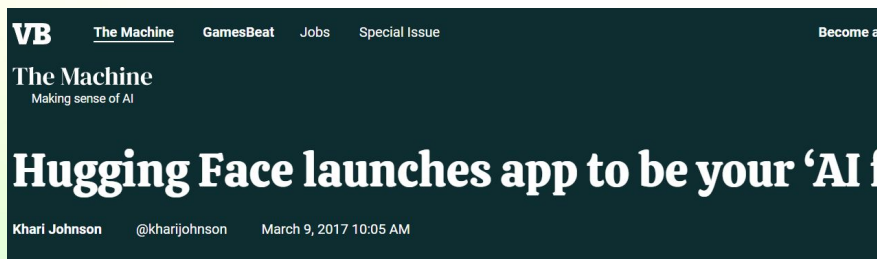 VB The Machine GamesBeat Jobs Special Issue Become a
The Machine
Making sense of AI
Hugging Face launches app to be your ‘AI f
Khari Johnson @kharijohnson March 9, 2017 10:05 AM